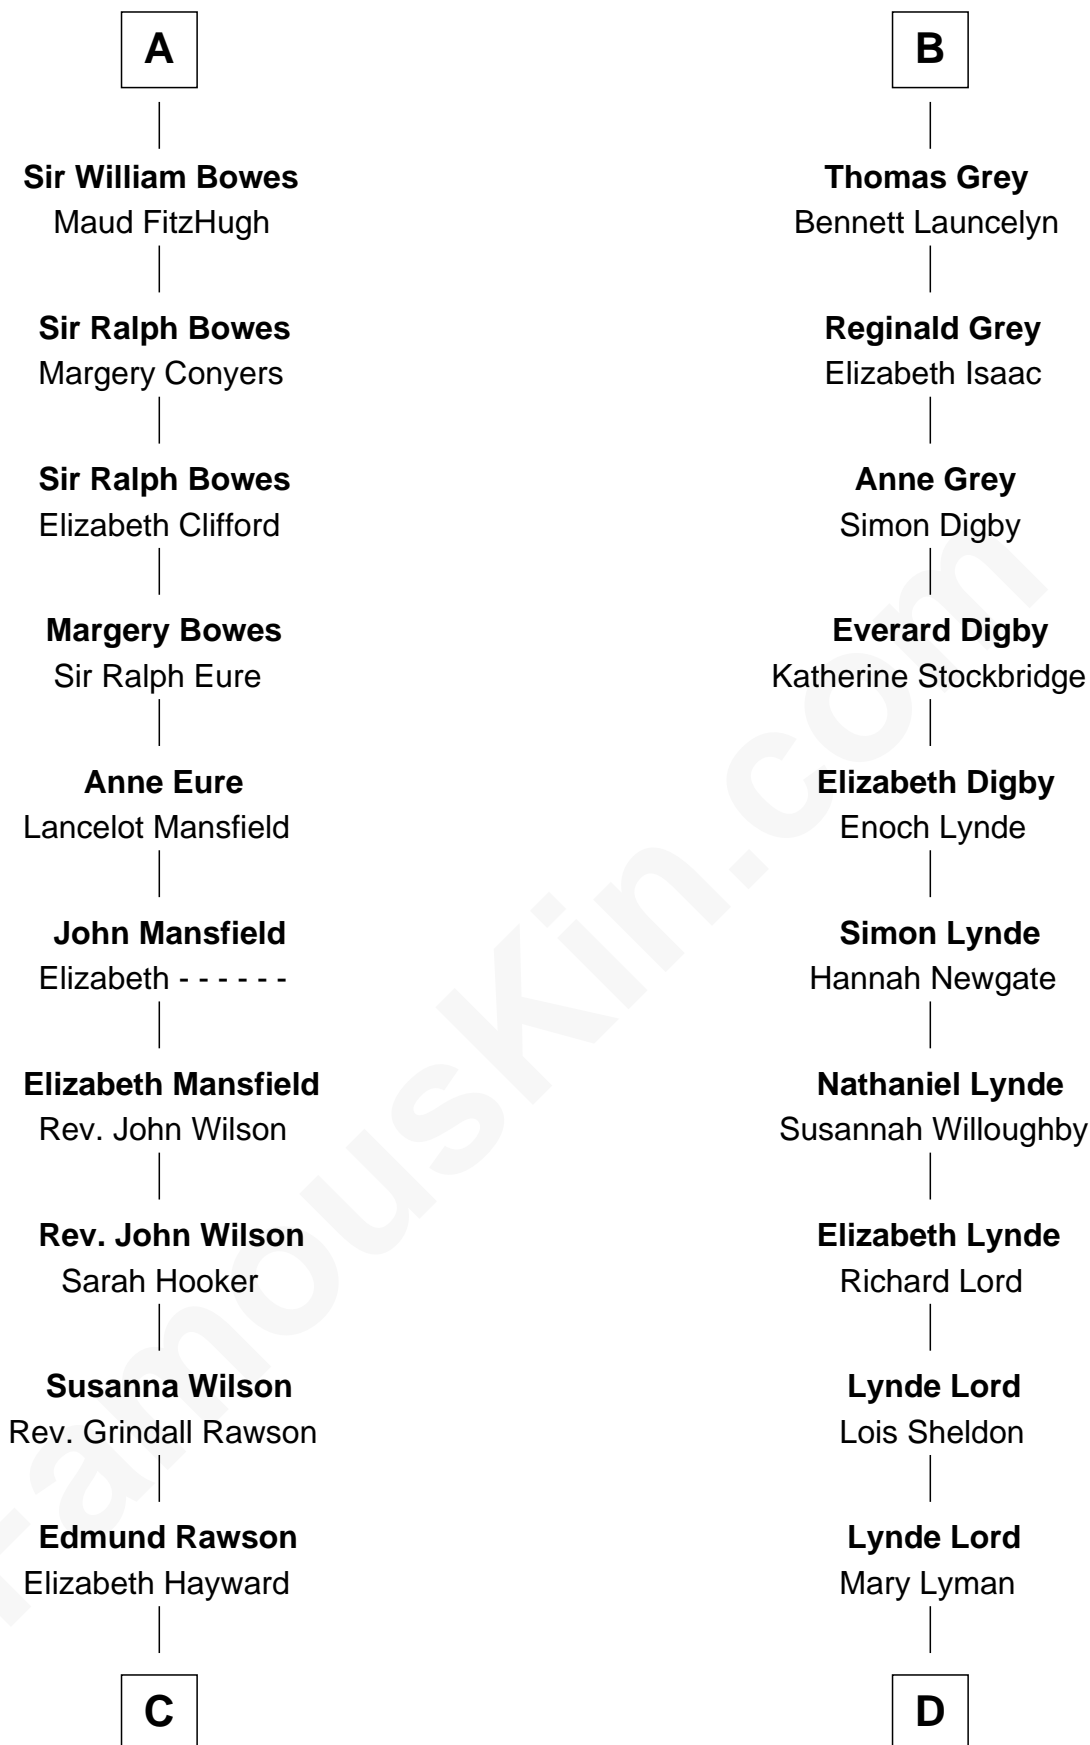 A
Sir William Bowes
Maud FitzHugh
Sir Ralph Bowes
Margery Conyers
Sir Ralph Bowes
Elizabeth Clifford
Margery Bowes
Sir Ralph Eure
Anne Eure
Lancelot Mansfield
John Mansfield
Elizabeth - - - - - -
Elizabeth Mansfield
Rev. John Wilson
Rev. John Wilson
Sarah Hooker
Susanna Wilson
Rev. Grindall Rawson
Edmund Rawson
Elizabeth Hayward
C
B
Thomas Grey
Bennett Launcelyn
Reginald Grey
Elizabeth Isaac
Anne Grey
Simon Digby
Everard Digby
Katherine Stockbridge
Elizabeth Digby
Enoch Lynde
Simon Lynde
Hannah Newgate
Nathaniel Lynde
Susannah Willoughby
Elizabeth Lynde
Richard Lord
Lynde Lord
Lois Sheldon
Lynde Lord
Mary Lyman
D
FamousKin.com